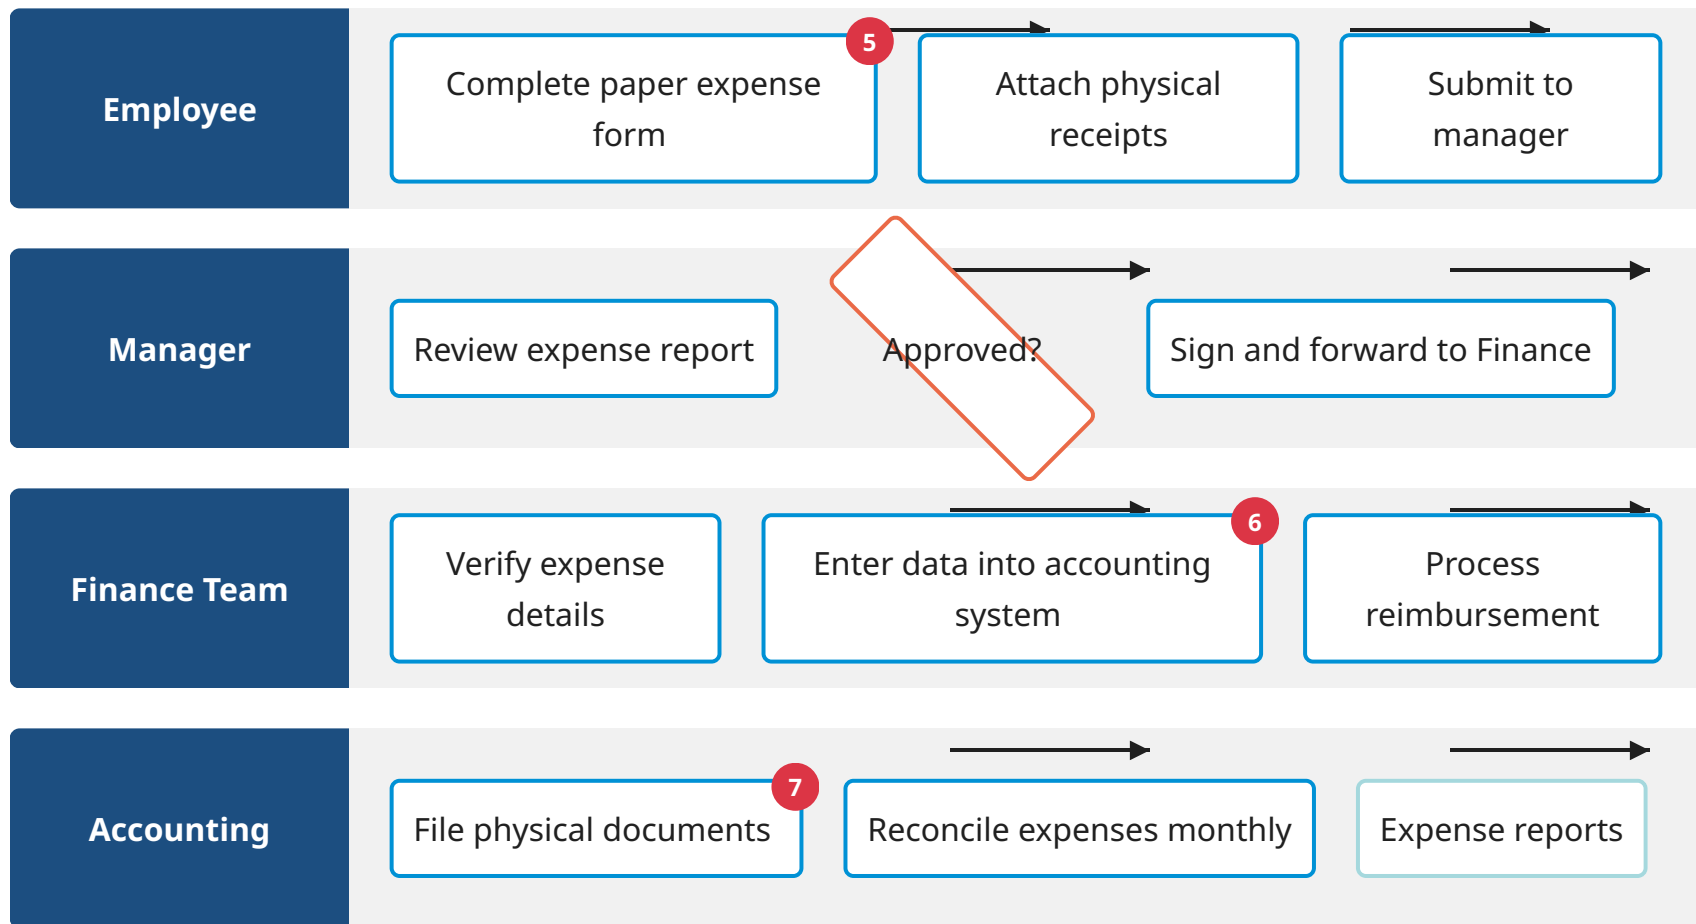 Employee
5
Complete paper expense
form
Attach physical
receipts
Submit to
manager
Manager
Review expense report
Approved?
Sign and forward to Finance
Finance Team
Verify expense
details
6
Enter data into accounting
system
Process
reimbursement
Accounting
7
File physical documents
Reconcile expenses monthly
Expense reports